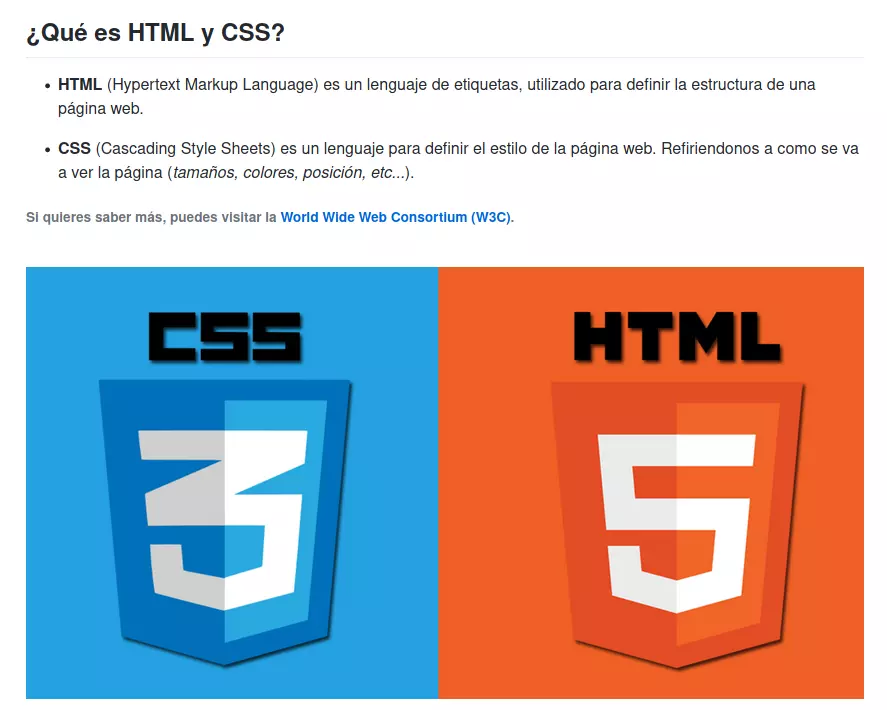 ¿Qué es HTML y CSS?
• HTML (Hypertext Markup Language) es un lenguaje de etiquetas, utilizado para definir la estructura de una
página web.
• CSS (Cascading Style Sheets) es un lenguaje para definir el estilo de la página web. Refiriendonos a como se va
a ver la página (tamaños, colores, posición, etc...).
Si quieres saber más, puedes visitar la World Wide Web Consortium (W3C).
CSS
3
HTML
5